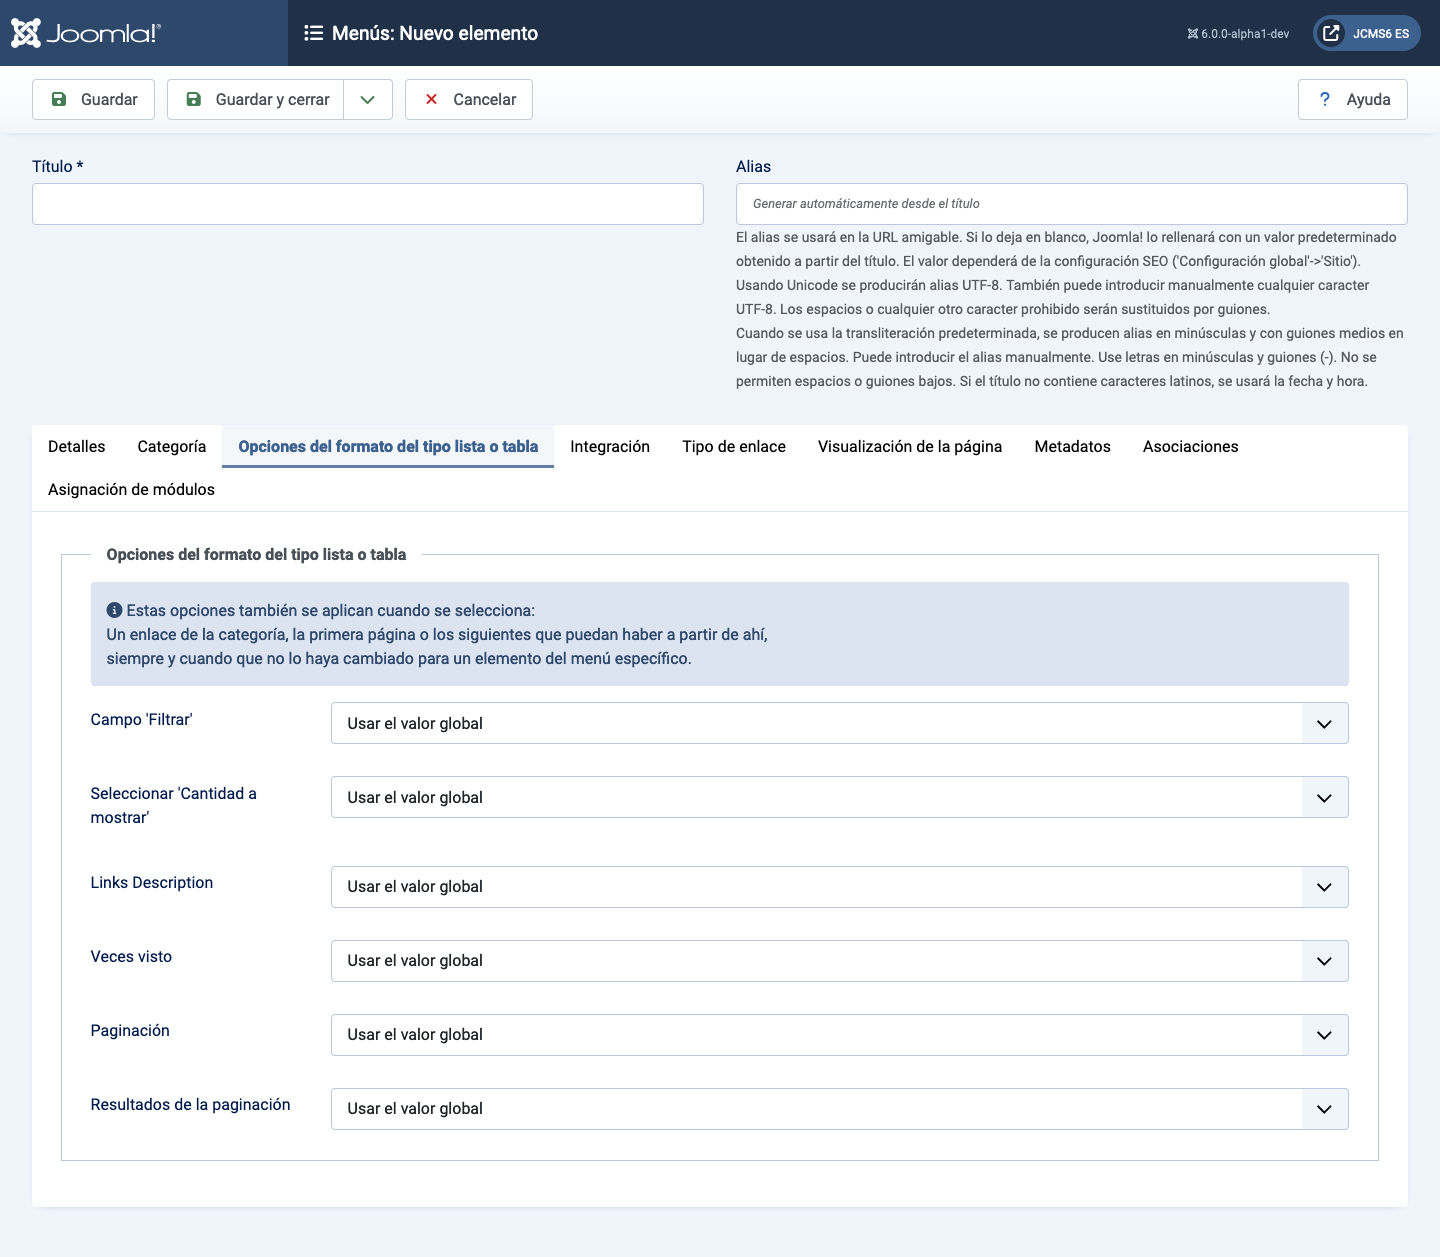 Joomla!®
Menús: Nuevo elemento
6.0.0-alpha1-dev
JCMS6 ES
Guardar
Guardar y cerrar
Cancelar
? Ayuda
Título *
Alias
Generar automáticamente desde el título
El alias se usará en la URL amigable. Si lo deja en blanco, Joomla! lo rellenará con un valor predeterminado
obtenido a partir del título. El valor dependerá de la configuración SEO ('Configuración global'->'Sitio').
Usando Unicode se producirán alias UTF-8. También puede introducir manualmente cualquier caracter
UTF-8. Los espacios o cualquier otro caracter prohibido serán sustituidos por guiones.
Cuando se usa la transliteración predeterminada, se producen alias en minúsculas y con guiones medios en
lugar de espacios. Puede introducir el alias manualmente. Use letras en minúsculas y guiones (-). No se
permiten espacios o guiones bajos. Si el título no contiene caracteres latinos, se usará la fecha y hora.
Detalles
Categoría
Opciones del formato del tipo lista o tabla
Integración
Tipo de enlace
Visualización de la página
Metadatos
Asociaciones
Asignación de módulos
Opciones del formato del tipo lista o tabla
Estas opciones también se aplican cuando se selecciona:
Un enlace de la categoría, la primera página o los siguientes que puedan haber a partir de ahí,
siempre y cuando que no lo haya cambiado para un elemento del menú específico.
Campo 'Filtrar'
Usar el valor global
Seleccionar 'Cantidad a
mostrar'
Usar el valor global
Links Description
Usar el valor global
Veces visto
Usar el valor global
Paginación
Usar el valor global
Resultados de la paginación
Usar el valor global